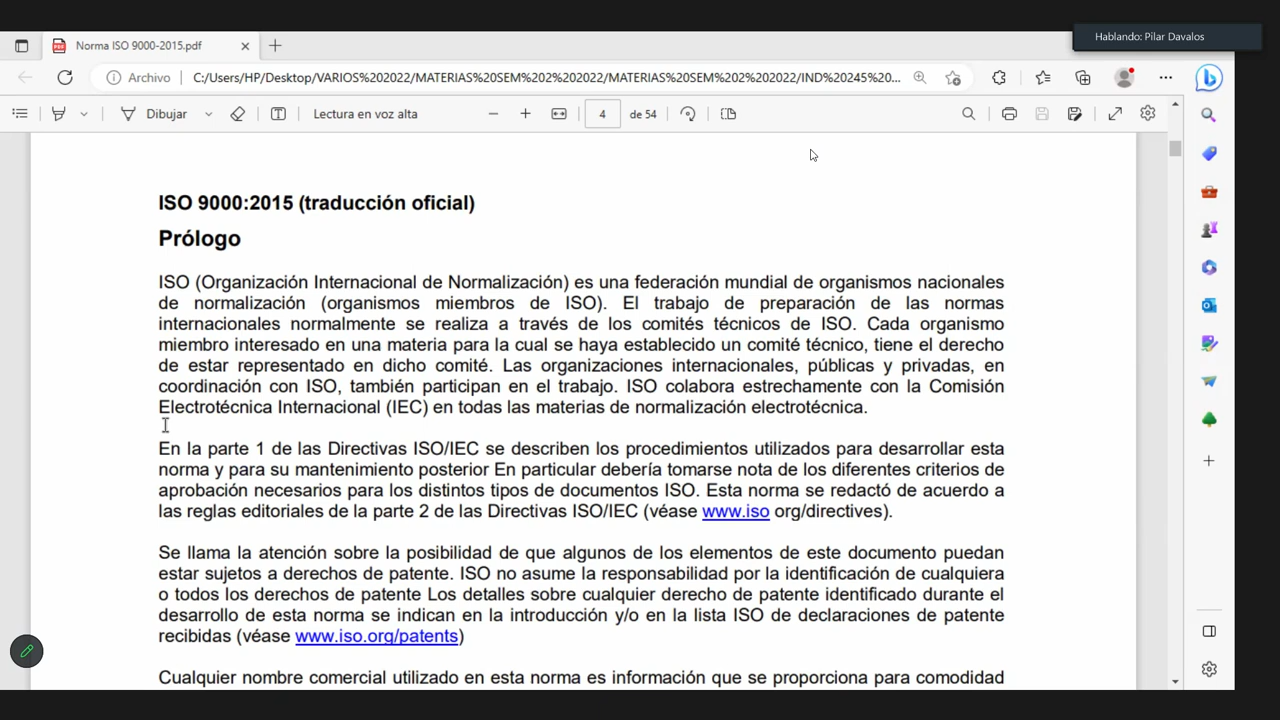 Hablando: Pilar Davalos
Norma ISO 9000-2015.pdf
Archivo
C:/Users/HP/Desktop/VARIOS%202022/MATERIAS%20SEM%202%202022/MATERIAS%20SEM%202%202022/IND%20245%20...
Dibujar
Lectura en voz alta
4
de 54
ISO 9000:2015 (traducción oficial)
Prólogo
ISO (Organización Internacional de Normalización) es una federación mundial de organismos nacionales
de normalización (organismos miembros de ISO). El trabajo de preparación de las normas
internacionales normalmente se realiza a través de los comités técnicos de ISO. Cada organismo
miembro interesado en una materia para la cual se haya establecido un comité técnico, tiene el derecho
de estar representado en dicho comité. Las organizaciones internacionales, públicas y privadas, en
coordinación con ISO, también participan en el trabajo. ISO colabora estrechamente con la Comisión
Electrotécnica Internacional (IEC) en todas las materias de normalización electrotécnica.
En la parte 1 de las Directivas ISO/IEC se describen los procedimientos utilizados para desarrollar esta
norma y para su mantenimiento posterior En particular debería tomarse nota de los diferentes criterios de
aprobación necesarios para los distintos tipos de documentos ISO. Esta norma se redactó de acuerdo a
las reglas editoriales de la parte 2 de las Directivas ISO/IEC (véase www.iso org/directives).
Se llama la atención sobre la posibilidad de que algunos de los elementos de este documento puedan
estar sujetos a derechos de patente. ISO no asume la responsabilidad por la identificación de cualquiera
o todos los derechos de patente Los detalles sobre cualquier derecho de patente identificado durante el
desarrollo de esta norma se indican en la introducción y/o en la lista ISO de declaraciones de patente
recibidas (véase www.iso.org/patents)
Cualquier nombre comercial utilizado en esta norma es información que se proporciona para comodidad